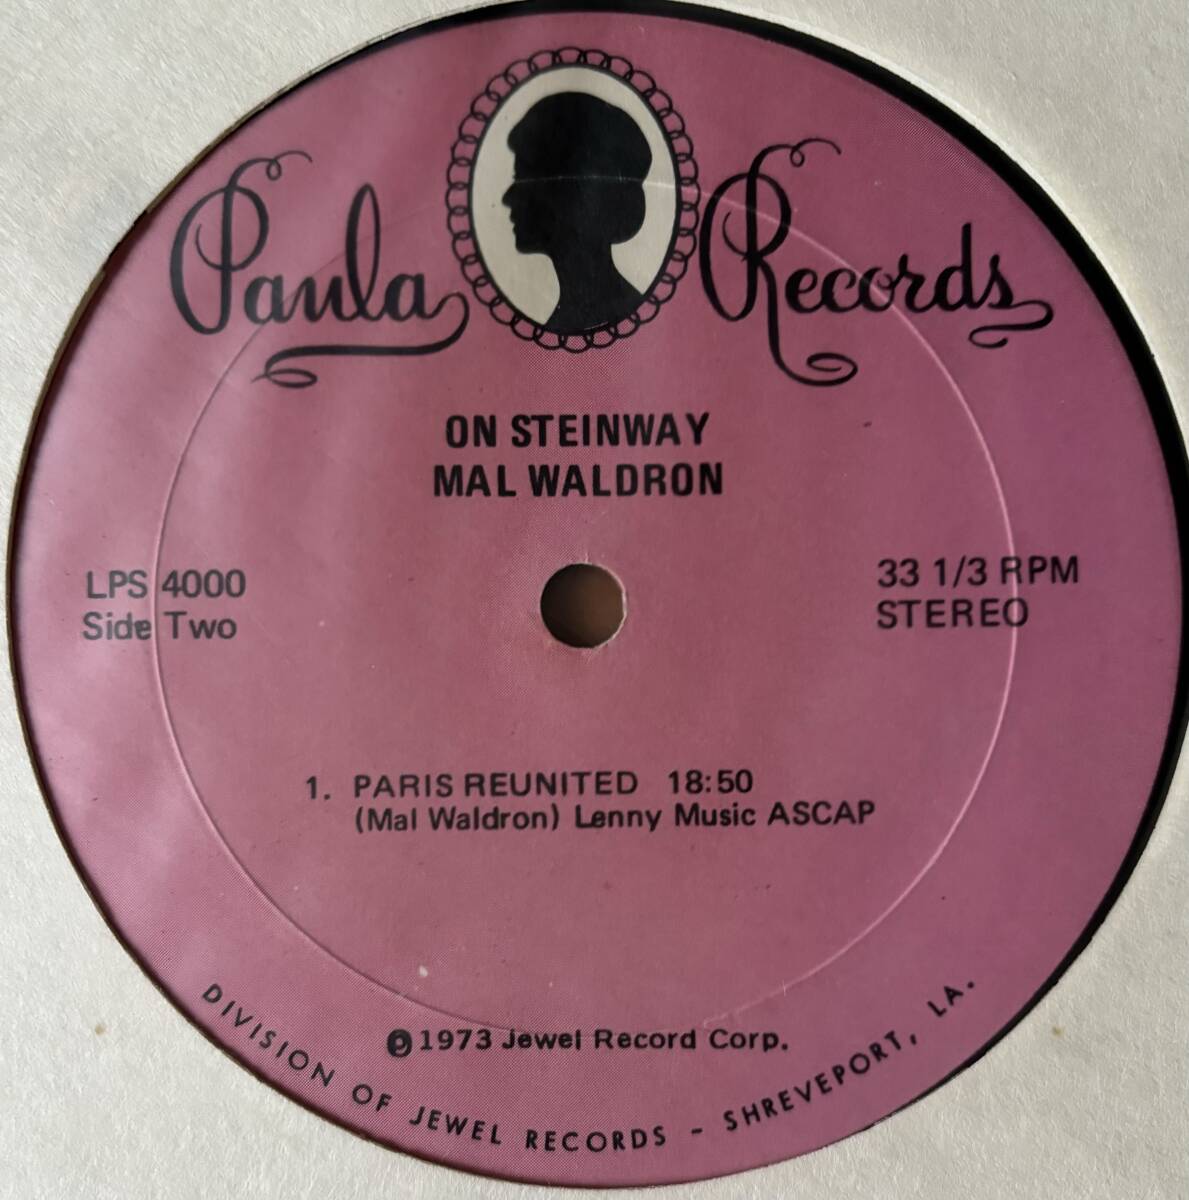 Paula Records
ON STEINWAY
MAL WALDRON
LPS 4000
Side Two
33 1/3 RPM
STEREO
1. PARIS REUNITED 18:50
(Mal Waldron) Lenny Music ASCAP
℗1973 Jewel Record Corp.
DIVISION OF JEWEL RECORDS – SHREVEPORT, LA.